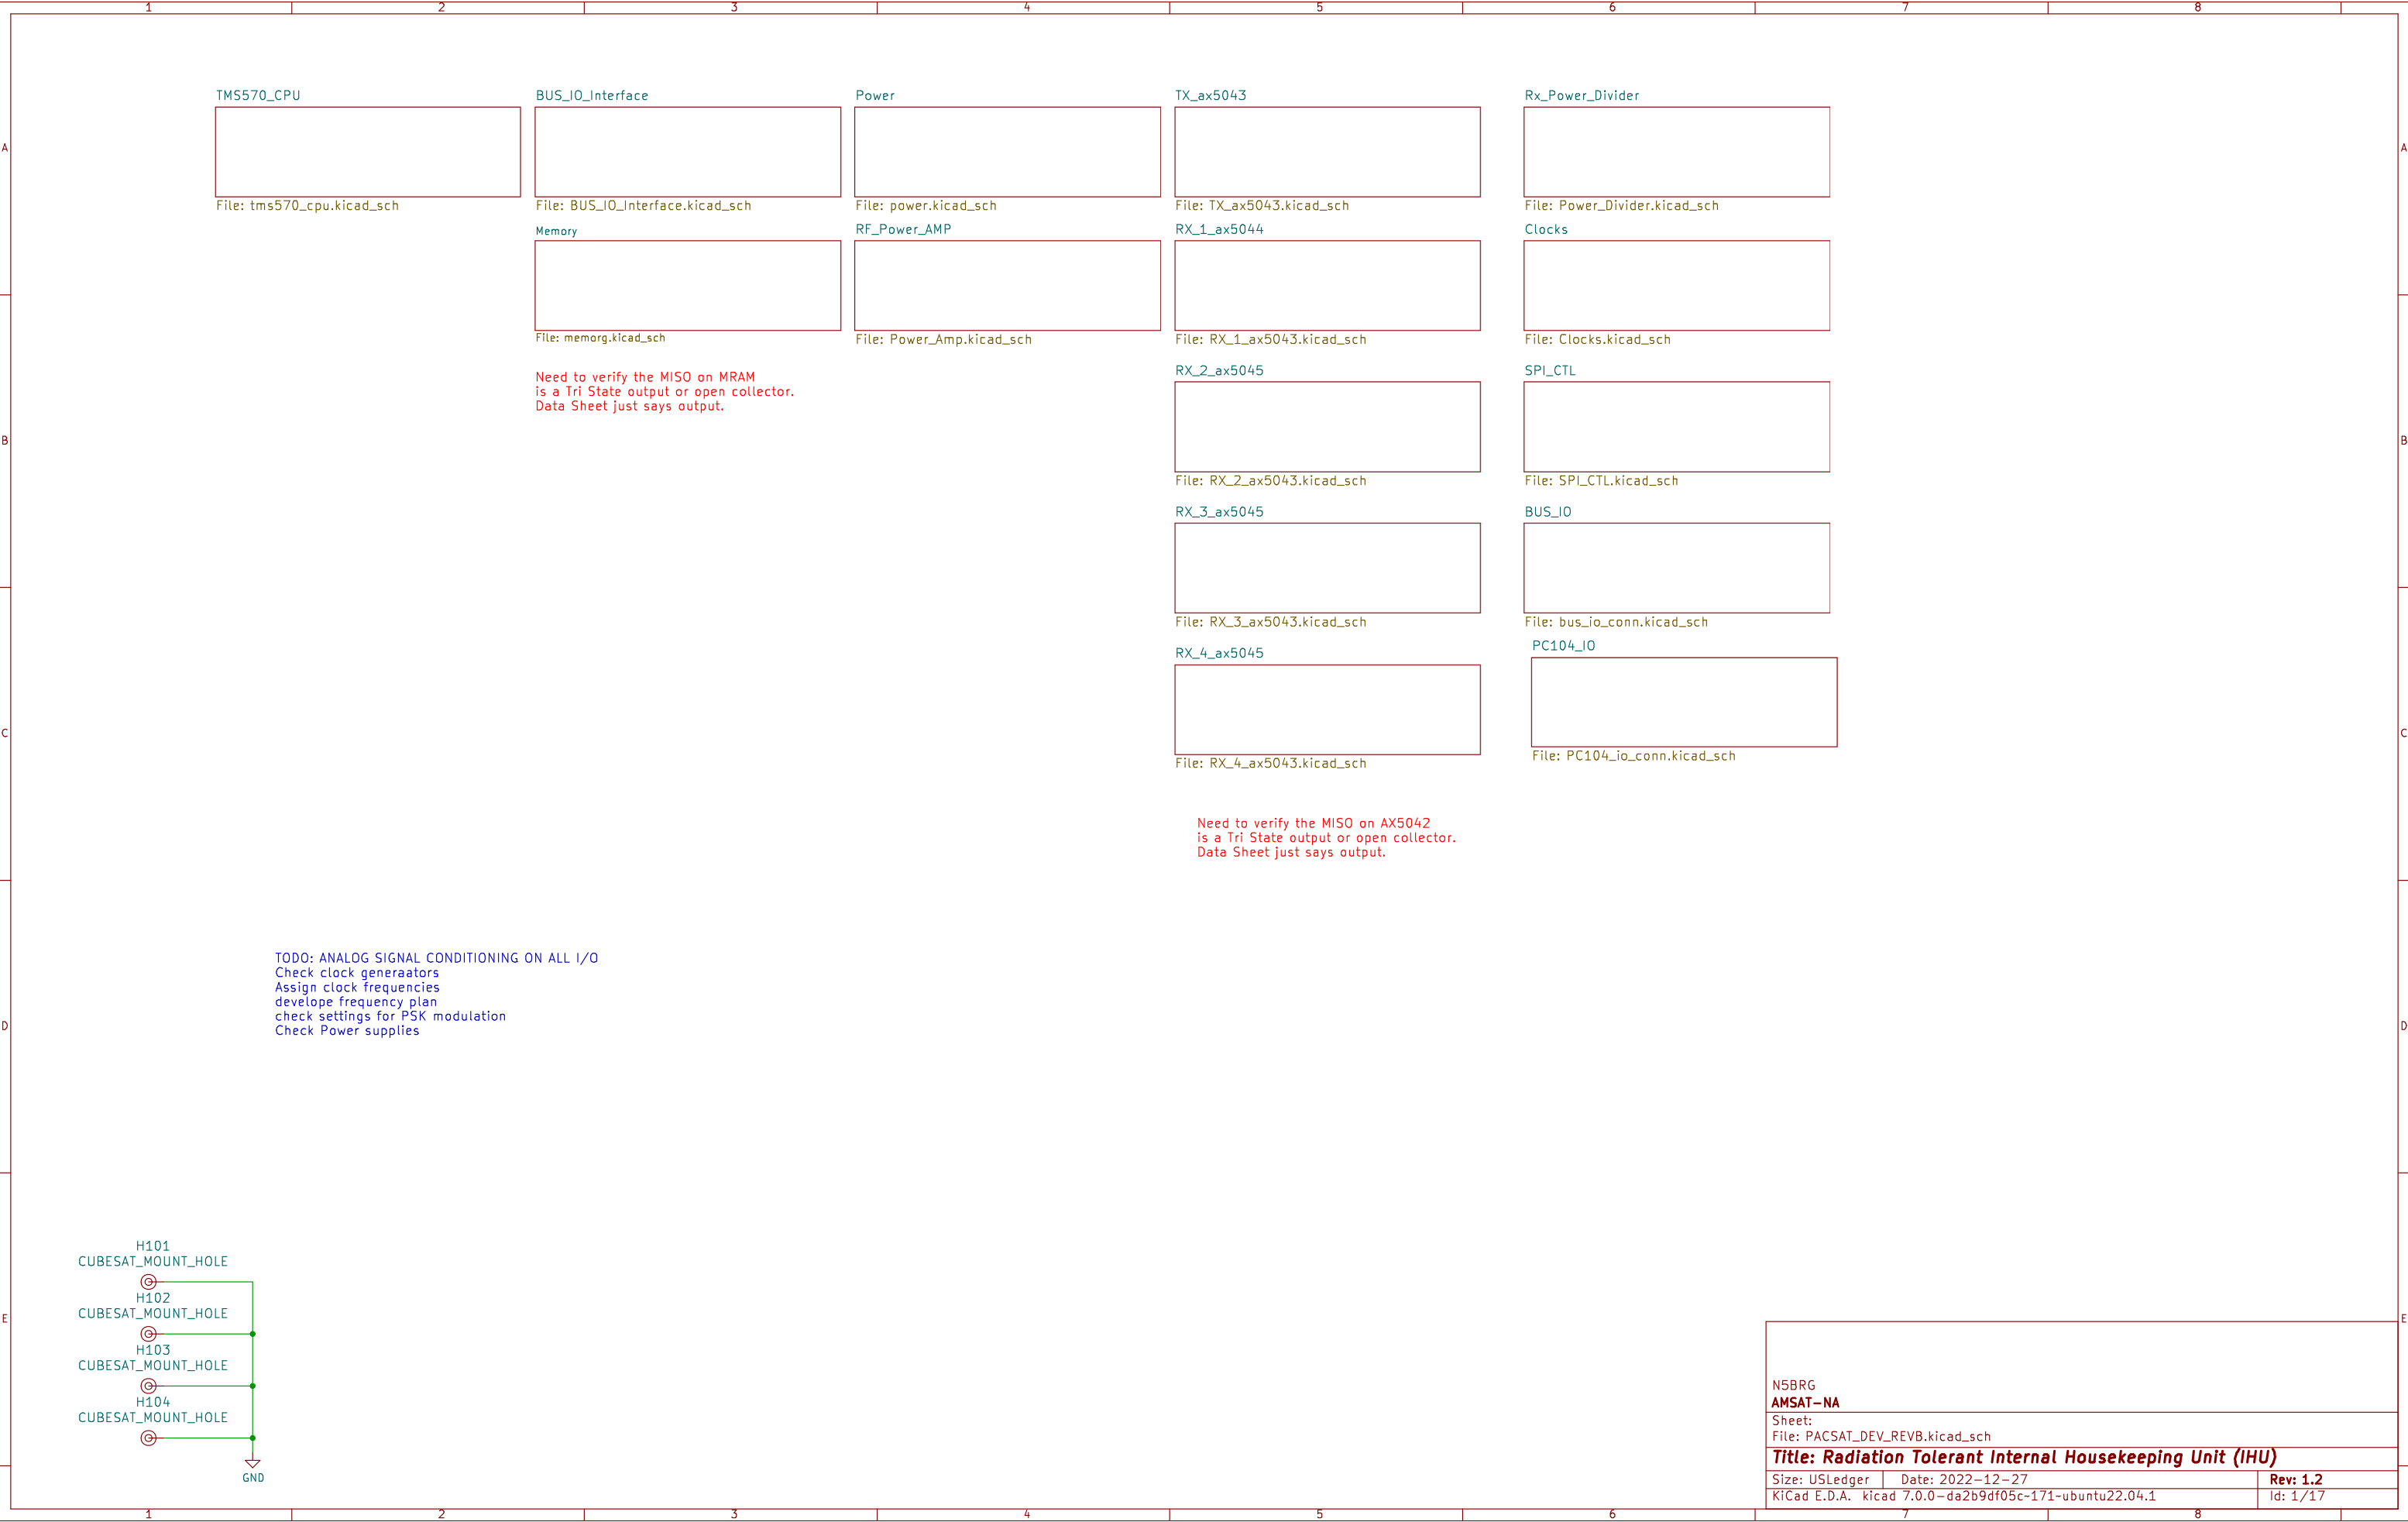 1 2 3 4 5 6 7 8
A A
B B
C C
D D
E E
TMS570_CPU
File: tms570_cpu.kicad_sch
BUS_IO_Interface
File: BUS_IO_Interface.kicad_sch
Power
File: power.kicad_sch
TX_ax5043
File: TX_ax5043.kicad_sch
Rx_Power_Divider
File: Power_Divider.kicad_sch
Memory
File: memorg.kicad_sch
RF_Power_AMP
File: Power_Amp.kicad_sch
RX_1_ax5044
File: RX_1_ax5043.kicad_sch
Clocks
File: Clocks.kicad_sch
Need to verify the MISO on MRAM
is a Tri State output or open collector.
Data Sheet just says output.
RX_2_ax5045
File: RX_2_ax5043.kicad_sch
SPI_CTL
File: SPI_CTL.kicad_sch
RX_3_ax5045
File: RX_3_ax5043.kicad_sch
BUS_IO
File: bus_io_conn.kicad_sch
RX_4_ax5045
File: RX_4_ax5043.kicad_sch
PC104_IO
File: PC104_io_conn.kicad_sch
Need to verify the MISO on AX5042
is a Tri State output or open collector.
Data Sheet just says output.
TODO: ANALOG SIGNAL CONDITIONING ON ALL I/O
Check clock generaators
Assign clock frequencies
develope frequency plan
check settings for PSK modulation
Check Power supplies
H101
CUBESAT_MOUNT_HOLE
H102
CUBESAT_MOUNT_HOLE
H103
CUBESAT_MOUNT_HOLE
H104
CUBESAT_MOUNT_HOLE
GND
N5BRG
AMSAT-NA
Sheet:
File: PACSAT_DEV_REVB.kicad_sch
Title: Radiation Tolerant Internal Housekeeping Unit (IHU)
Size: USLedger Date: 2022-12-27 Rev: 1.2
KiCad E.D.A. kicad 7.0.0-da2b9df05c~171~ubuntu22.04.1 Id: 1/17
1 2 3 4 5 6 7 8